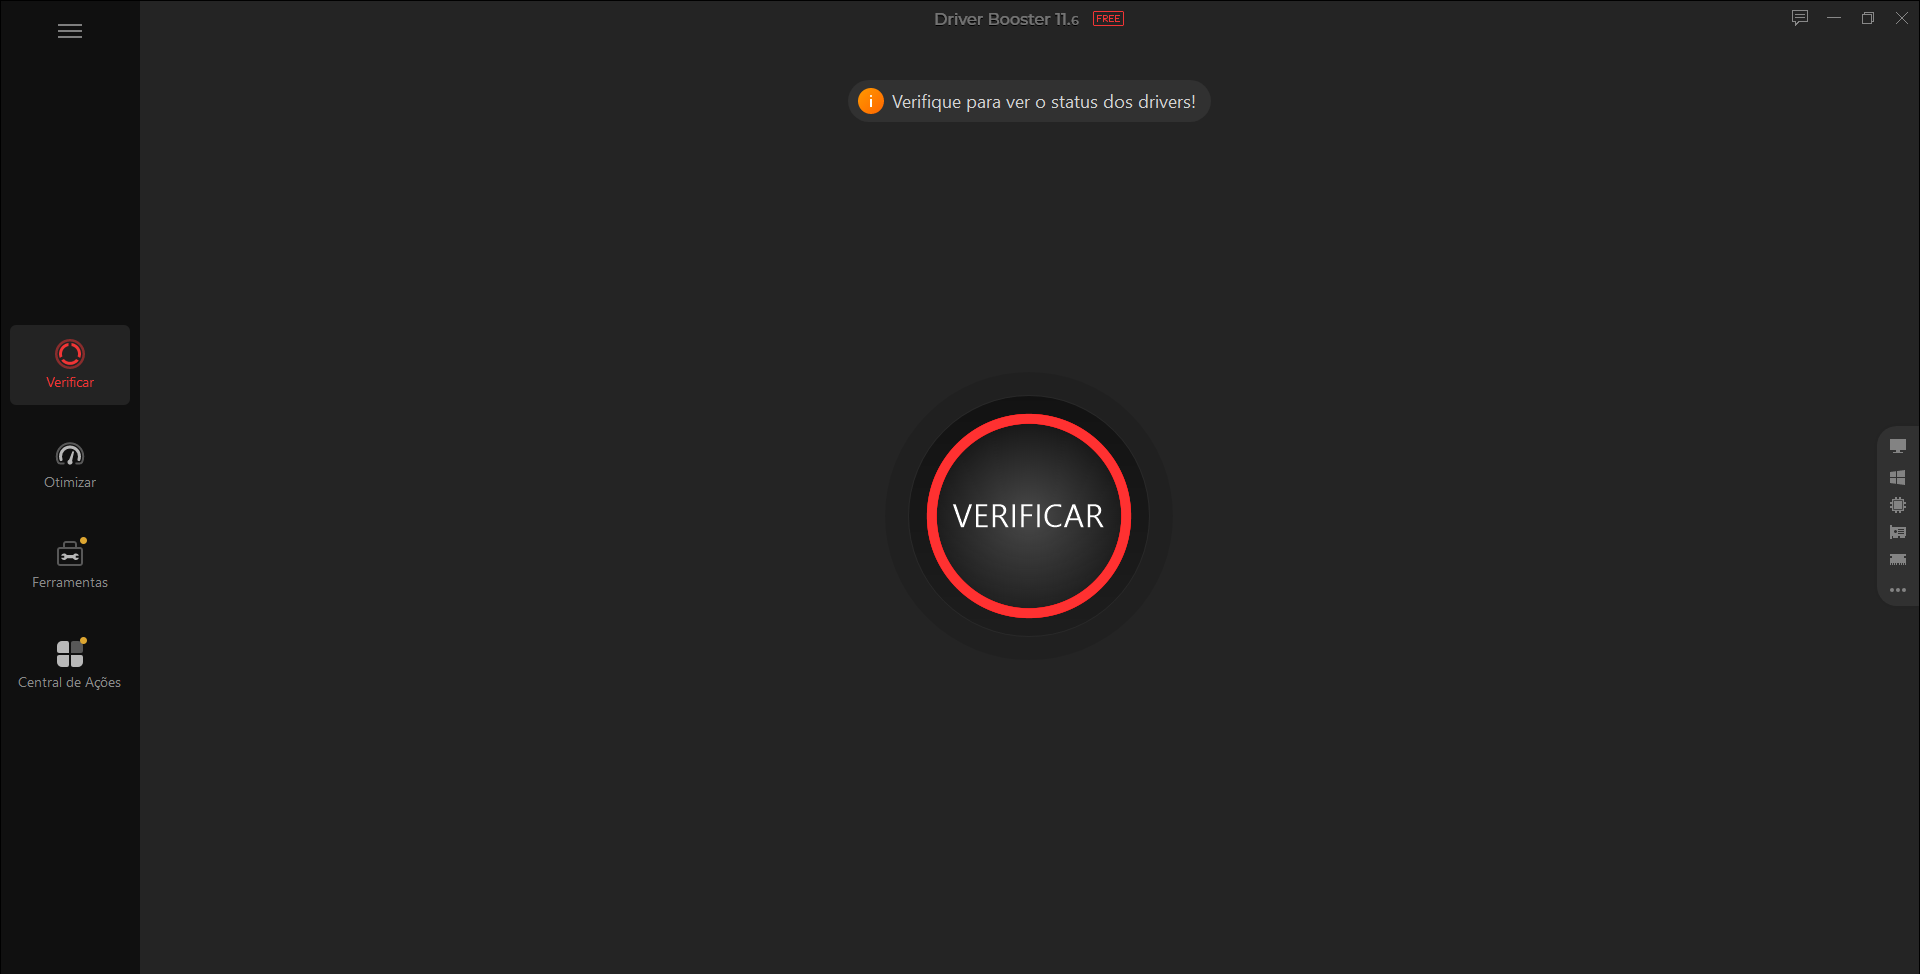 Driver Booster 11.6 FREE
i Verifique para ver o status dos drivers!
Verificar
Otimizar
Ferramentas
Central de Ações
VERIFICAR